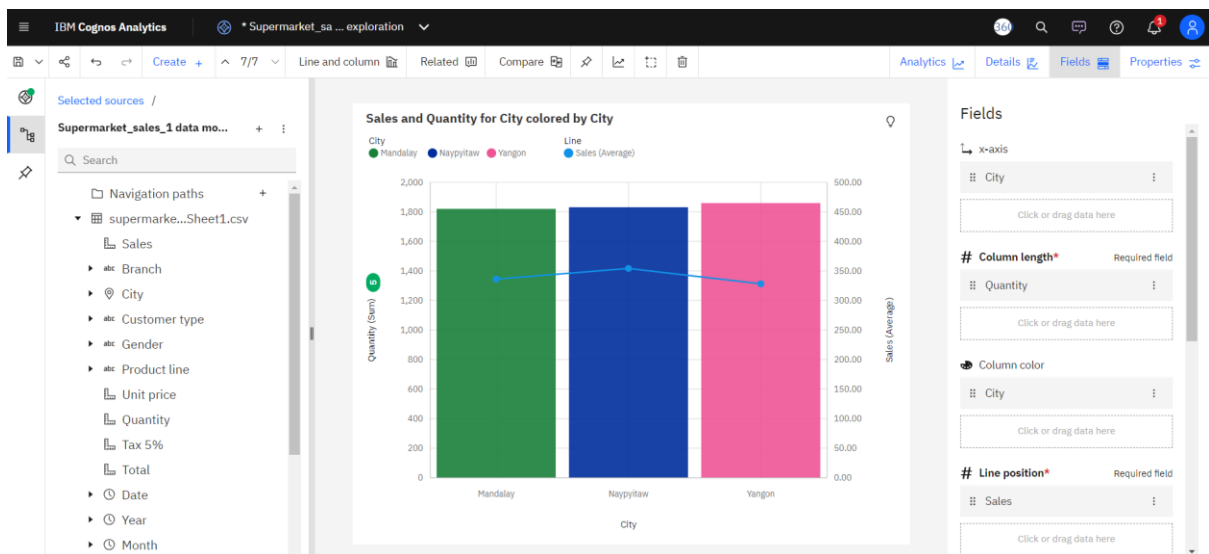 IBM Cognos Analytics
* Supermarket_sa ... exploration
360
1
Create +
7/7
Line and column
Related
Compare
Analytics
Details
Fields
Properties
Selected sources /
Supermarket_sales_1 data mo...
Search
Navigation paths
supermarke...Sheet1.csv
Sales
abc Branch
City
abc Customer type
abc Gender
abc Product line
Unit price
Quantity
Tax 5%
Total
Date
Year
Month
Sales and Quantity for City colored by City
City
Mandalay Naypyitaw Yangon
Line
Sales (Average)
2,000
1,800
1,600
1,400
1,200
1,000
800
600
400
200
0
Quantity (Sum)
5
500.00
450.00
400.00
350.00
300.00
250.00
200.00
150.00
100.00
50.00
0.00
Sales (Average)
Mandalay Naypyitaw Yangon
City
Fields
x-axis
City
Click or drag data here
# Column length* Required field
Quantity
Click or drag data here
Column color
City
Click or drag data here
# Line position* Required field
Sales
Click or drag data here